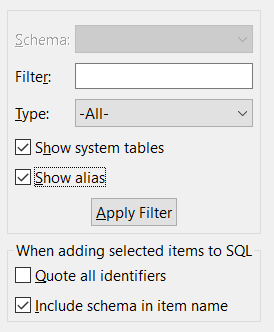 Schema:
Filter:
Type: -All-
Show system tables
Show alias
Apply Filter
When adding selected items to SQL
Quote all identifiers
Include schema in item name